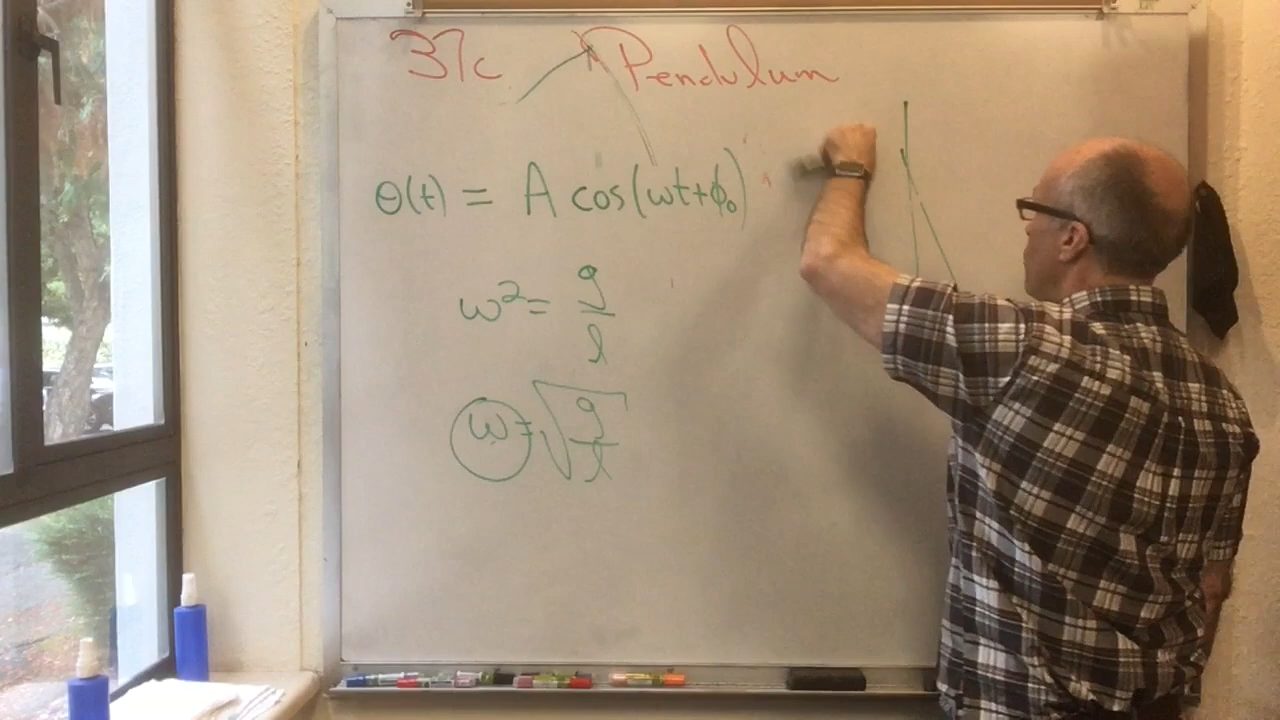 37c Pendulum
θ(t) = A cos(ωt+ϕ₀)
ω² = g/l
ω = √(g/l)